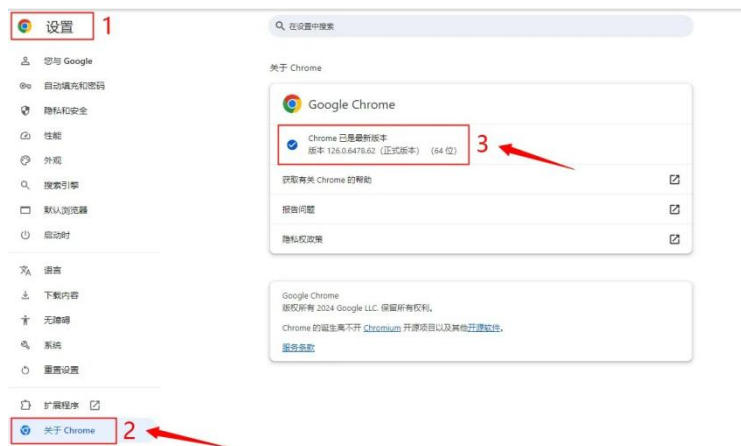 设置
1
在设置中搜索
您与 Google
自动填充和密码
隐私和安全
性能
外观
搜索引擎
默认浏览器
启动时
语言
下载内容
无障碍
系统
重置设置
扩展程序
关于 Chrome
2
关于 Chrome
Google Chrome
Chrome 已是最新版本
版本 126.0.6478.62（正式版本） （64 位）
3
获取有关 Chrome 的帮助
报告问题
隐私权政策
Google Chrome
版权所有 2024 Google LLC. 保留所有权利。
Chrome 的诞生离不开 Chromium 开源项目以及其他开源软件。
服务条款